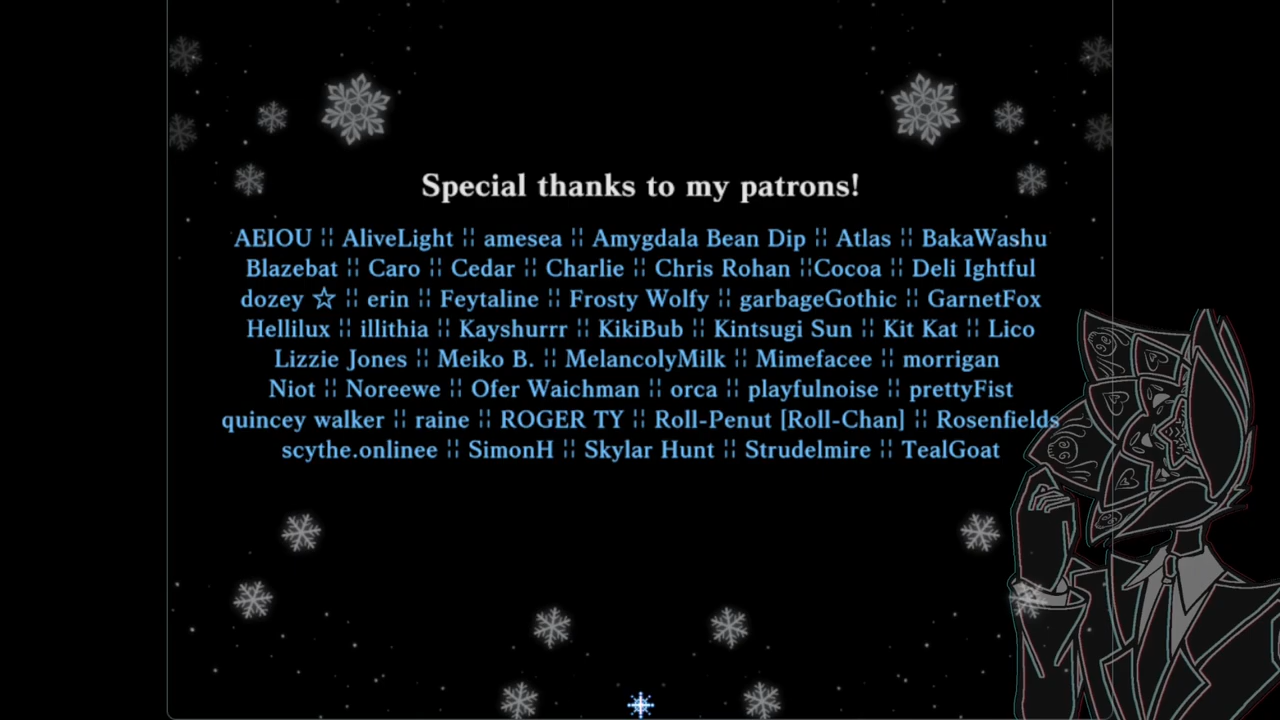 Special thanks to my patrons!
AEIOU ¦¦ AliveLight ¦¦ amesea ¦¦ Amygdala Bean Dip ¦¦ Atlas ¦¦ BakaWashu
Blazebat ¦¦ Caro ¦¦ Cedar ¦¦ Charlie ¦¦ Chris Rohan ¦¦Cocoa ¦¦ Deli Ightful
dozey ☆ ¦¦ erin ¦¦ Feytaline ¦¦ Frosty Wolfy ¦¦ garbageGothic ¦¦ GarnetFox
Hellilux ¦¦ illithia ¦¦ Kayshurrr ¦¦ KikiBub ¦¦ Kintsugi Sun ¦¦ Kit Kat ¦¦ Lico
Lizzie Jones ¦¦ Meiko B. ¦¦ MelancolyMilk ¦¦ Mimefacee ¦¦ morrigan
Niot ¦¦ Noreewe ¦¦ Ofer Waichman ¦¦ orca ¦¦ playfulnoise ¦¦ prettyFist
quincey walker ¦¦ raine ¦¦ ROGER TY ¦¦ Roll-Penut [Roll-Chan] ¦¦ Rosenfields
scythe.onlinee ¦¦ SimonH ¦¦ Skylar Hunt ¦¦ Strudelmire ¦¦ TealGoat